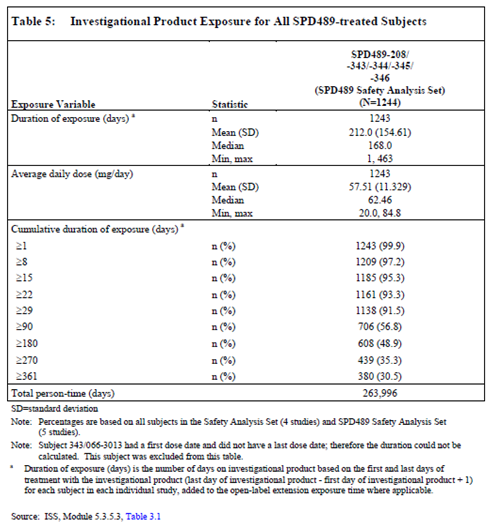 Table 5: Investigational Product Exposure for All SPD489-treated Subjects
SPD489-208/
-343/-344/-345/
-346
(SPD489 Safety Analysis Set)
Exposure Variable Statistic (N=1244)
Duration of exposure (days) a n 1243
Mean (SD) 212.0 (154.61)
Median 168.0
Min, max 1, 463
Average daily dose (mg/day) n 1243
Mean (SD) 57.51 (11.329)
Median 62.46
Min, max 20.0, 84.8
Cumulative duration of exposure (days) a
≥1 n (%) 1243 (99.9)
≥8 n (%) 1209 (97.2)
≥15 n (%) 1185 (95.3)
≥22 n (%) 1161 (93.3)
≥29 n (%) 1138 (91.5)
≥90 n (%) 706 (56.8)
≥180 n (%) 608 (48.9)
≥270 n (%) 439 (35.3)
≥361 n (%) 380 (30.5)
Total person-time (days) 263,996
SD=standard deviation
Note: Percentages are based on all subjects in the Safety Analysis Set (4 studies) and SPD489 Safety Analysis Set
(5 studies).
Note: Subject 343/066-3013 had a first dose date and did not have a last dose date; therefore the duration could not be
calculated. This subject was excluded from this table.
a Duration of exposure (days) is the number of days on investigational product based on the first and last days of
treatment with the investigational product (last day of investigational product - first day of investigational product + 1)
for each subject in each individual study, added to the open-label extension exposure time where applicable.
Source: ISS, Module 5.3.5.3, Table 3.1